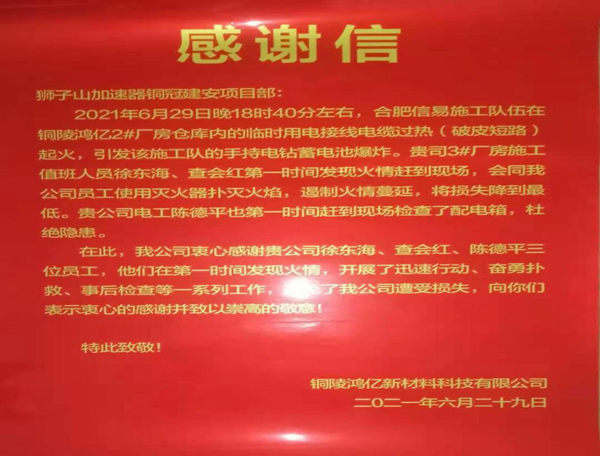 感谢信
狮子山加速器铜冠建安项目部：
2021年6月29日晚18时40分左右，合肥信易施工队伍在
铜陵鸿亿2#厂房仓库内的临时用电接线电缆过热（破皮短路）
起火，引发该施工队的手持电钻蓄电池爆炸。贵司3#厂房施工
值班人员徐东海、查会红第一时间发现火情赶到现场，会同我
公司员工使用灭火器扑灭火焰，遏制火情蔓延，将损失降到最
低。贵公司电工陈德平也第一时间赶到现场检查了配电箱，杜
绝隐患。
在此，我公司衷心感谢贵公司徐东海、查会红、陈德平三
位员工，他们在第一时间发现火情，开展了迅速行动、奋勇扑
救、事后检查等一系列工作，了我公司遭受损失，向你们
表示衷心的感谢并致以崇高的敬意！
特此致敬！
铜陵鸿亿新材料科技有限公司
二〇二一年六月二十九日